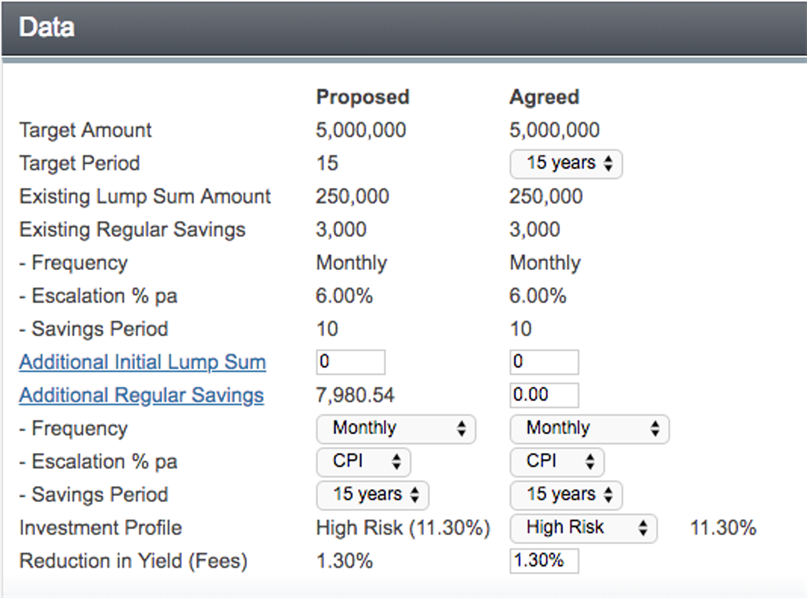 Data
Proposed Agreed
Target Amount 5,000,000 5,000,000
Target Period 15 15 years
Existing Lump Sum Amount 250,000 250,000
Existing Regular Savings 3,000 3,000
- Frequency Monthly Monthly
- Escalation % pa 6.00% 6.00%
- Savings Period 10 10
Additional Initial Lump Sum 0 0
Additional Regular Savings 7,980.54 0.00
- Frequency Monthly Monthly
- Escalation % pa CPI CPI
- Savings Period 15 years 15 years
Investment Profile High Risk (11.30%) High Risk 11.30%
Reduction in Yield (Fees) 1.30% 1.30%